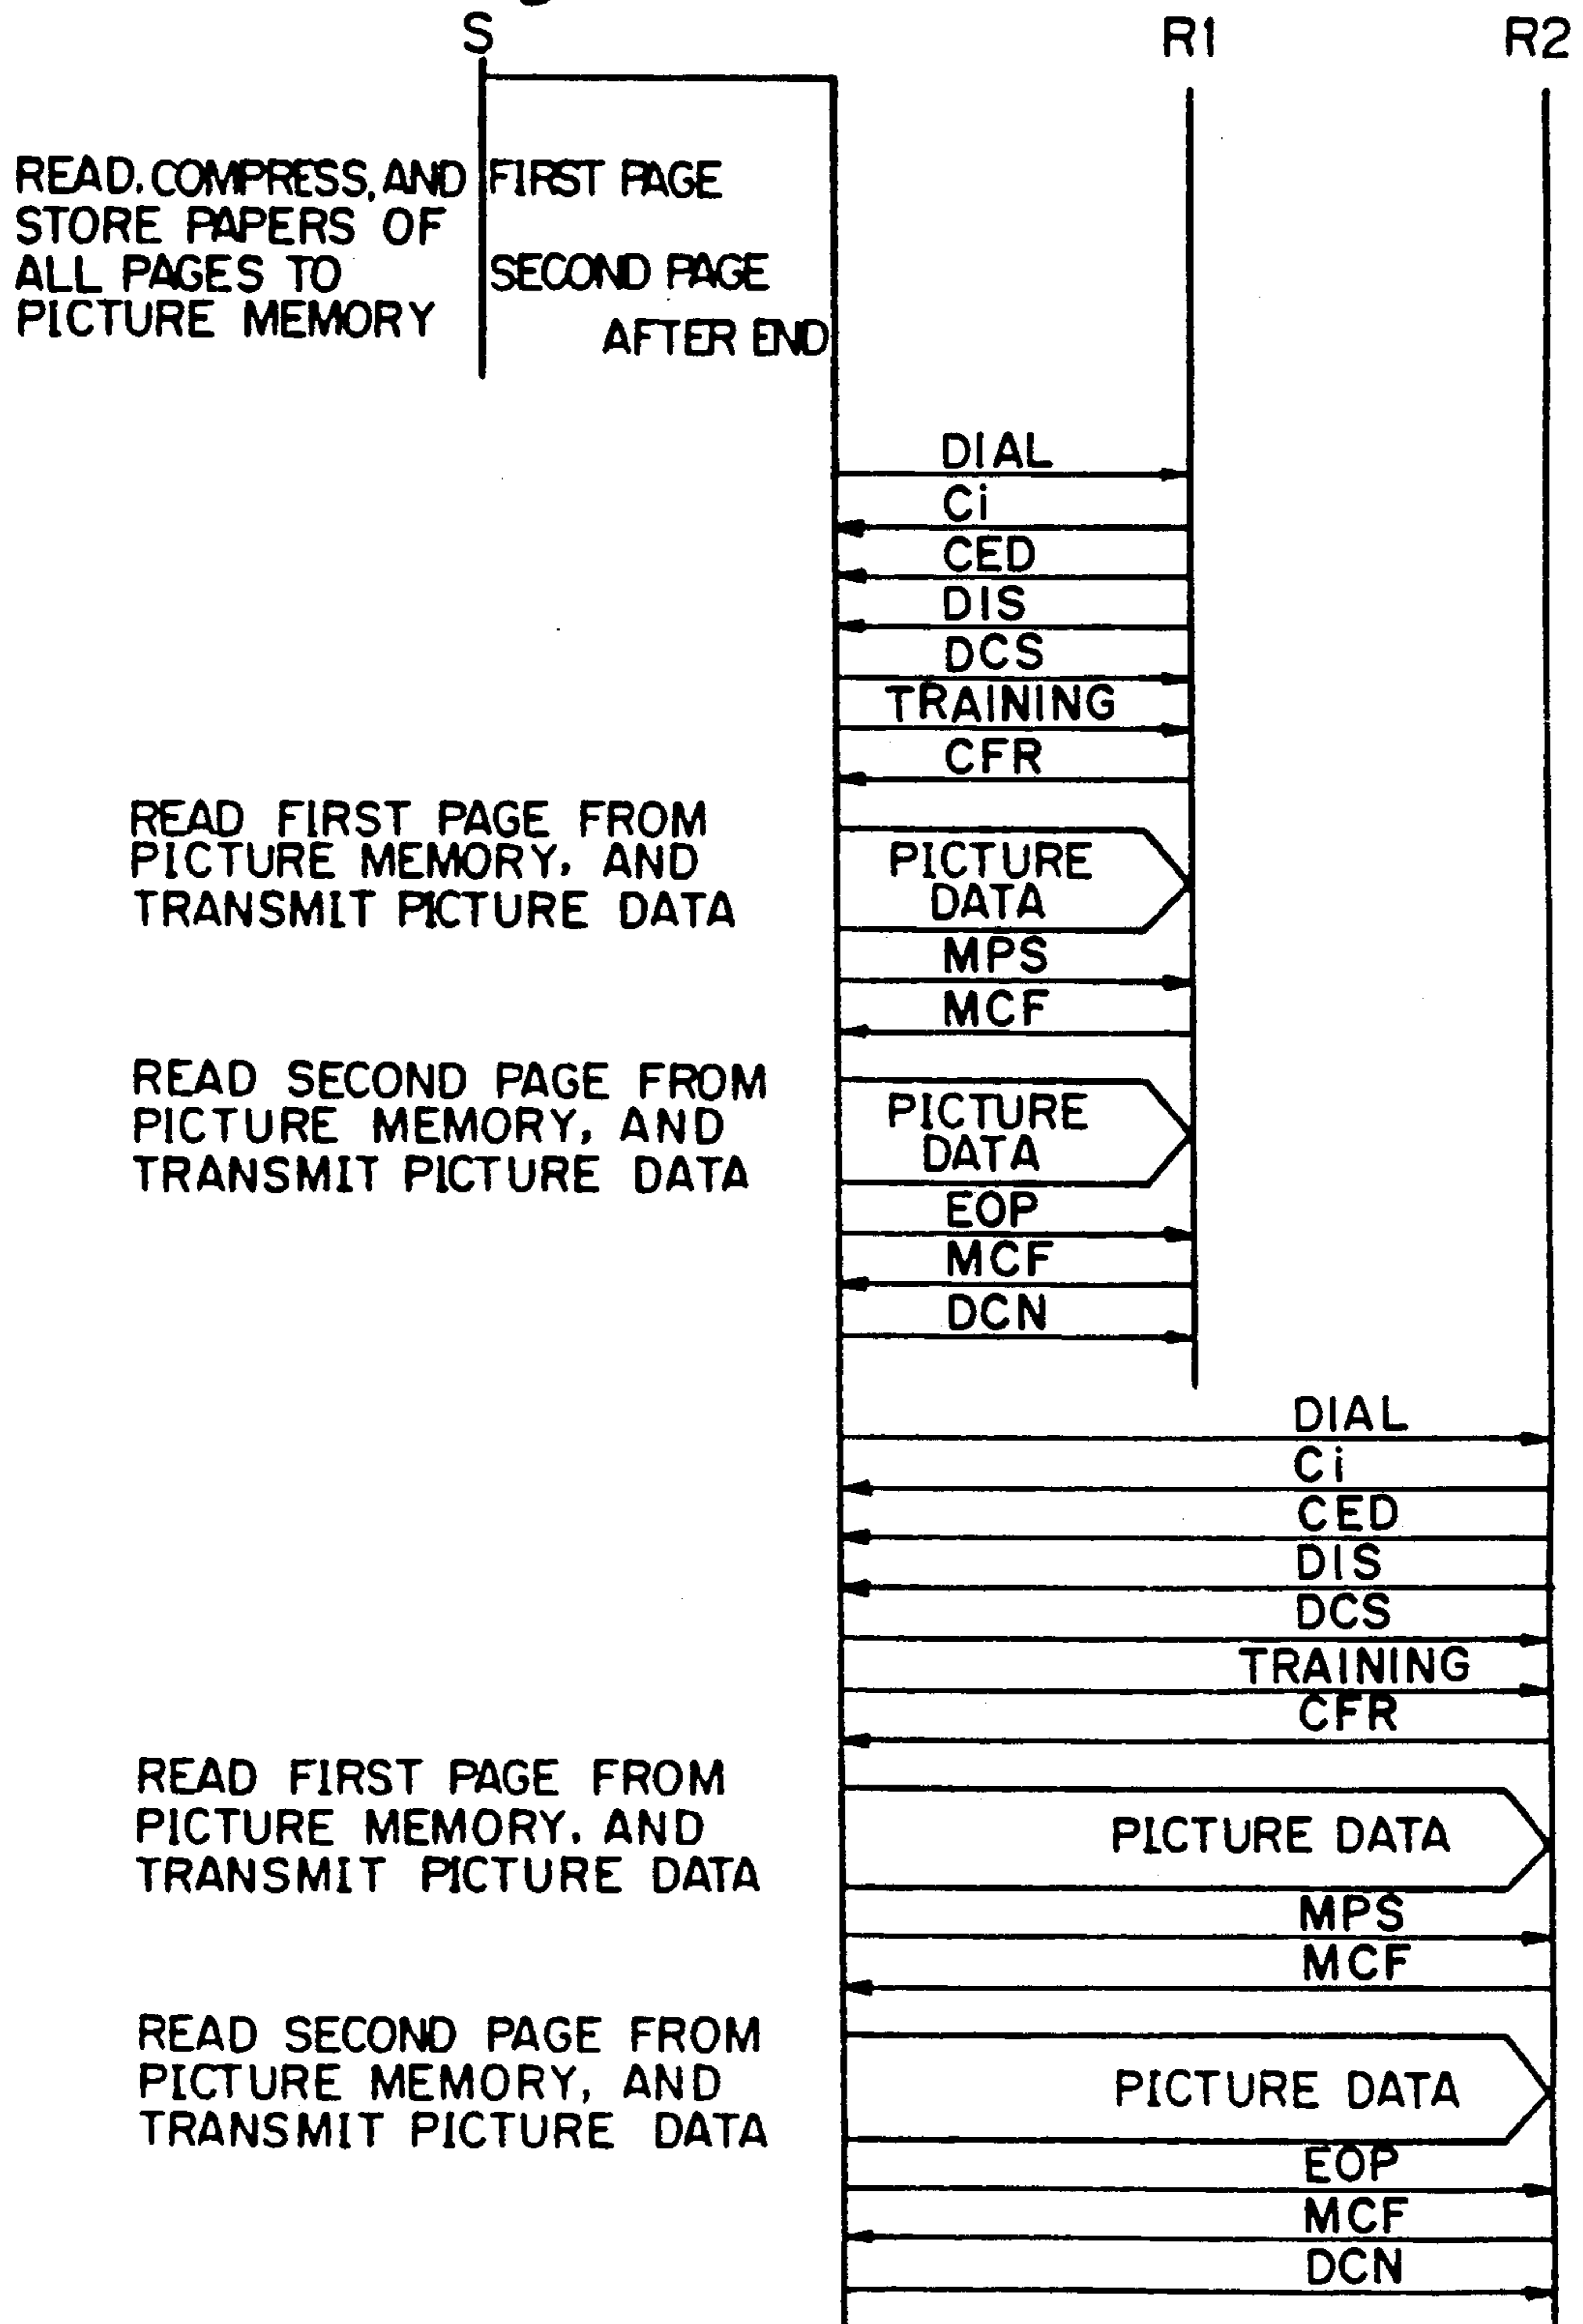 S R1 R2
READ, COMPRESS, AND FIRST PAGE
STORE PAPERS OF
ALL PAGES TO SECOND PAGE
PICTURE MEMORY AFTER END
DIAL
Ci
CED
DIS
DCS
TRAINING
CFR
READ FIRST PAGE FROM
PICTURE MEMORY, AND
TRANSMIT PICTURE DATA
PICTURE
DATA
MPS
MCF
READ SECOND PAGE FROM
PICTURE MEMORY, AND
TRANSMIT PICTURE DATA
PICTURE
DATA
EOP
MCF
DCN
DIAL
Ci
CED
DIS
DCS
TRAINING
CFR
READ FIRST PAGE FROM
PICTURE MEMORY, AND
TRANSMIT PICTURE DATA
PICTURE DATA
MPS
MCF
READ SECOND PAGE FROM
PICTURE MEMORY, AND
TRANSMIT PICTURE DATA
PICTURE DATA
EOP
MCF
DCN